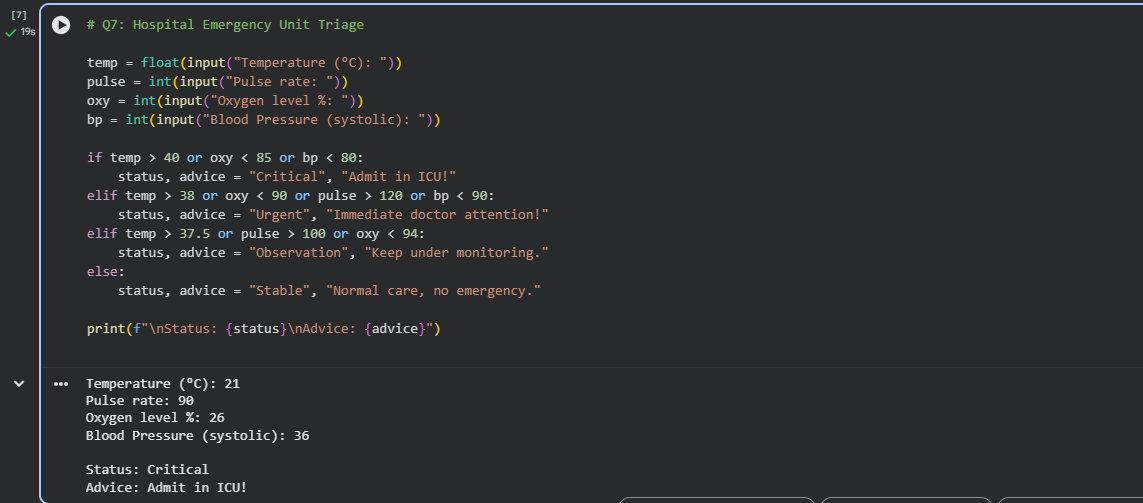 [7]
19s
# Q7: Hospital Emergency Unit Triage
temp = float(input("Temperature (°C): "))
pulse = int(input("Pulse rate: "))
oxy = int(input("Oxygen level %: "))
bp = int(input("Blood Pressure (systolic): "))
if temp > 40 or oxy < 85 or bp < 80:
    status, advice = "Critical", "Admit in ICU!"
elif temp > 38 or oxy < 90 or pulse > 120 or bp < 90:
    status, advice = "Urgent", "Immediate doctor attention!"
elif temp > 37.5 or pulse > 100 or oxy < 94:
    status, advice = "Observation", "Keep under monitoring."
else:
    status, advice = "Stable", "Normal care, no emergency."
print(f"\nStatus: {status}\nAdvice: {advice}")
Temperature (°C): 21
Pulse rate: 90
Oxygen level %: 26
Blood Pressure (systolic): 36
Status: Critical
Advice: Admit in ICU!